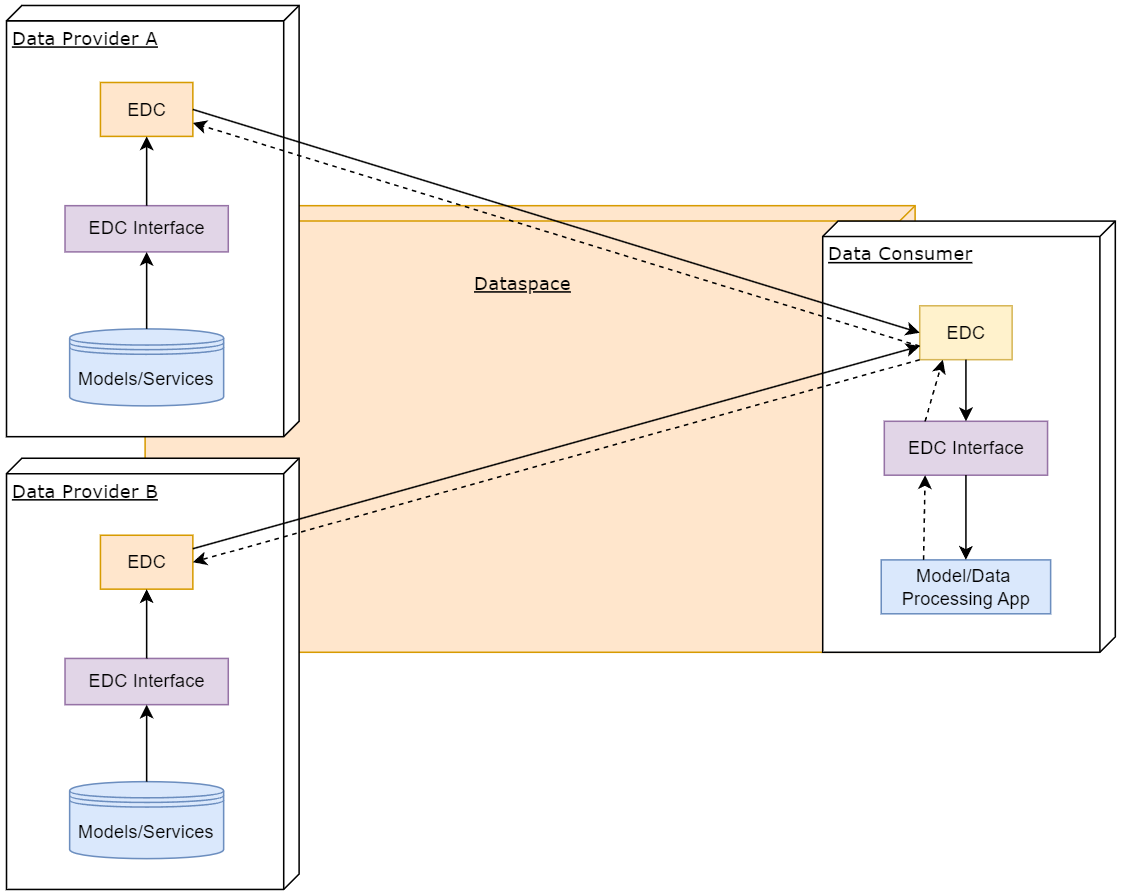 Data Provider A
EDC
EDC Interface
Models/Services
Dataspace
Data Consumer
EDC
EDC Interface
Model/Data
Processing App
Data Provider B
EDC
EDC Interface
Models/Services